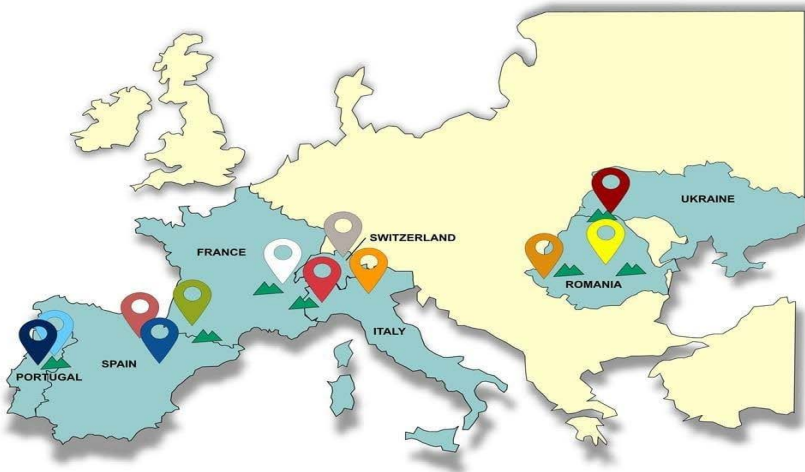 UKRAINE
SWITZERLAND
FRANCE
ROMANIA
ITALY
SPAIN
PORTUGAL